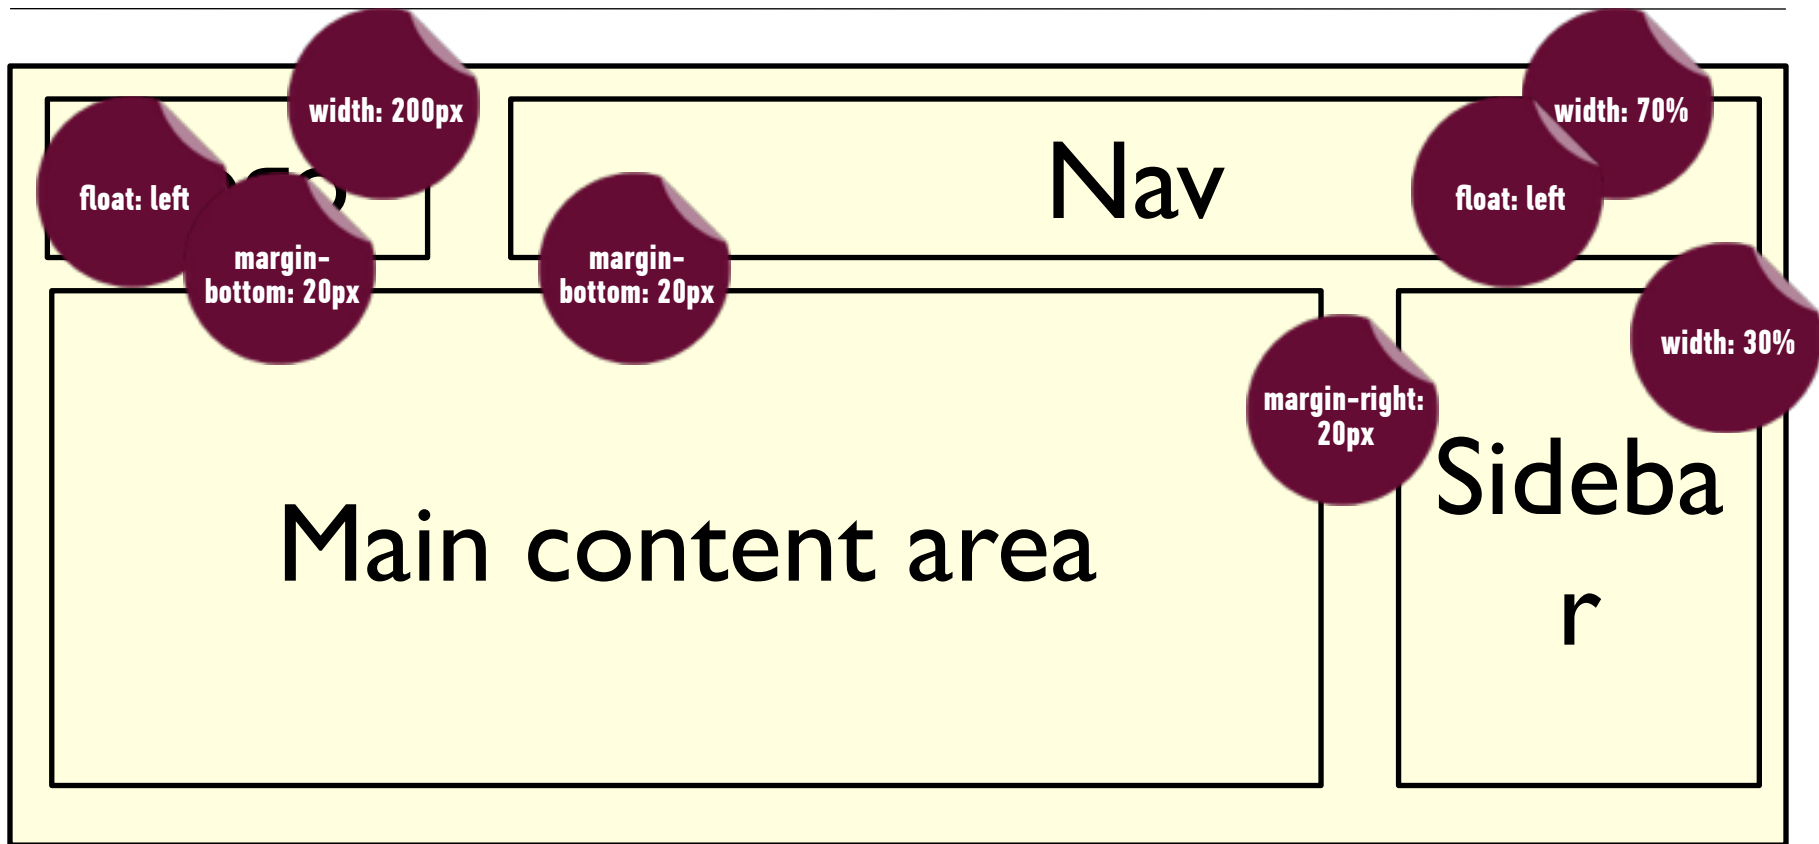 width: 200px
width: 70%
float: left
Nav
float: left
margin-
bottom: 20px
margin-
bottom: 20px
width: 30%
margin-right:
20px
Main content area
Sideba
r